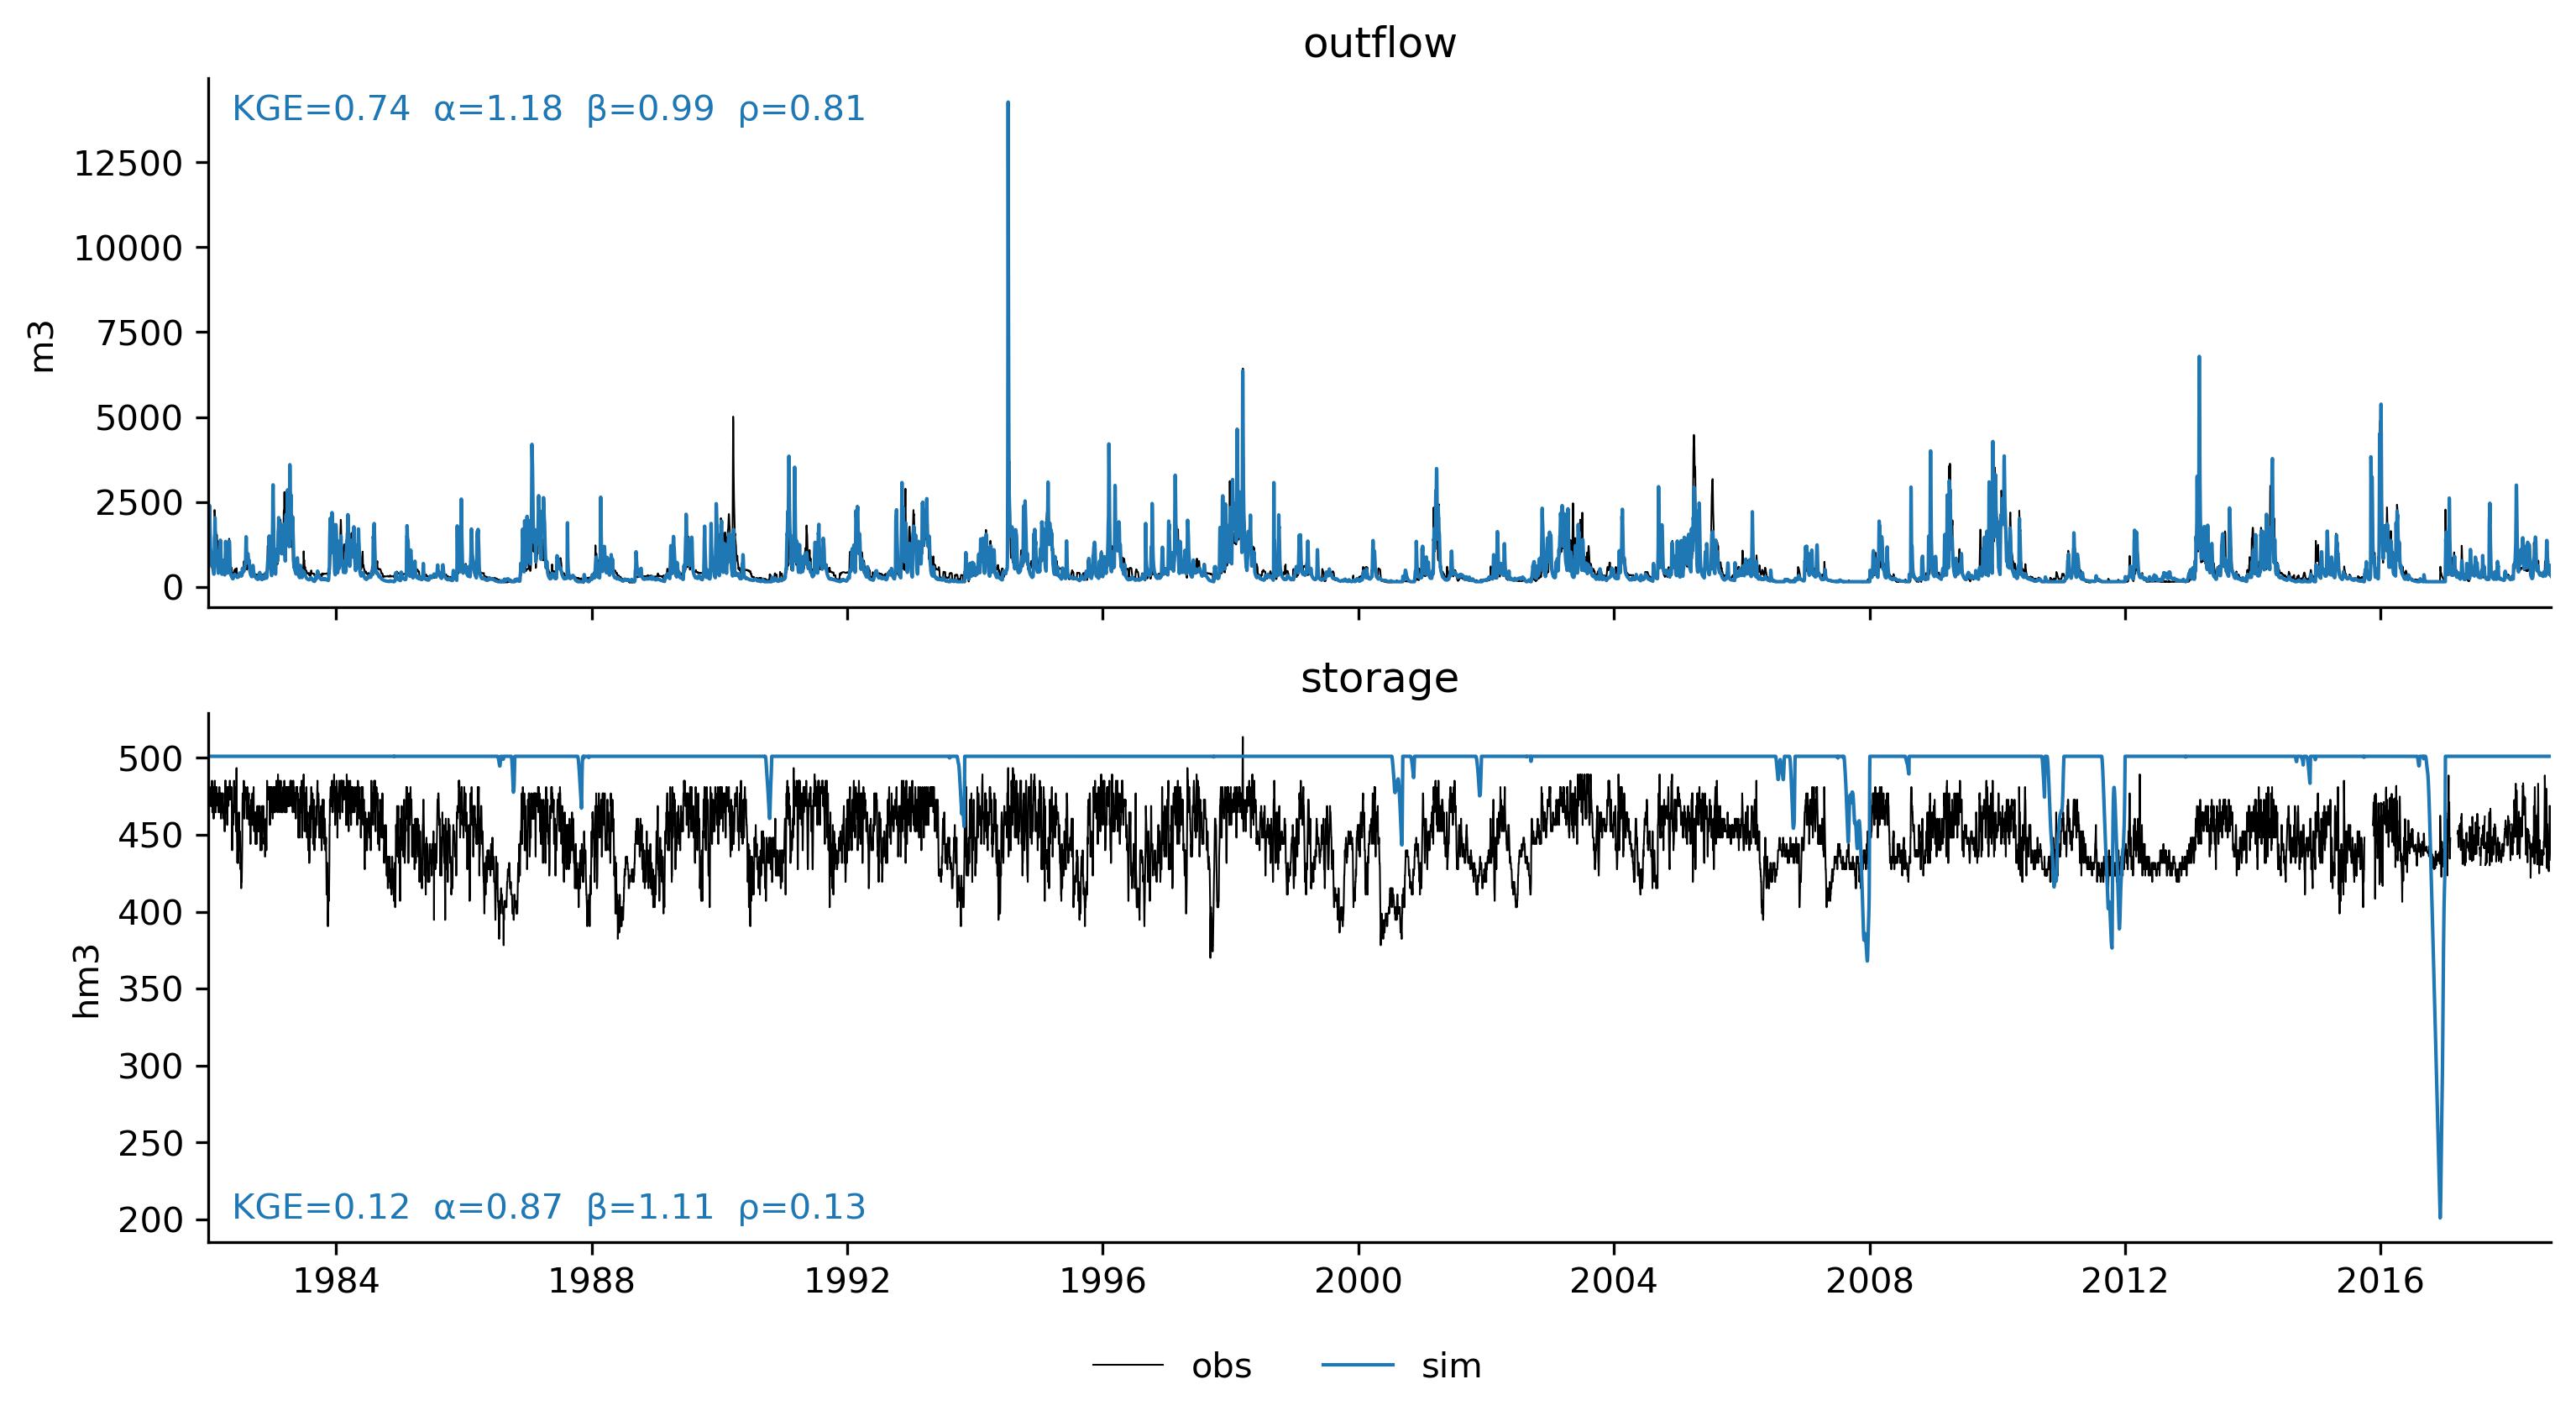 outflow
KGE=0.74 α=1.18 β=0.99 ρ=0.81
m3
12500
10000
7500
5000
2500
0
storage
hm3
500
450
400
350
300
250
200
KGE=0.12 α=0.87 β=1.11 ρ=0.13
1984 1988 1992 1996 2000 2004 2008 2012 2016
obs sim